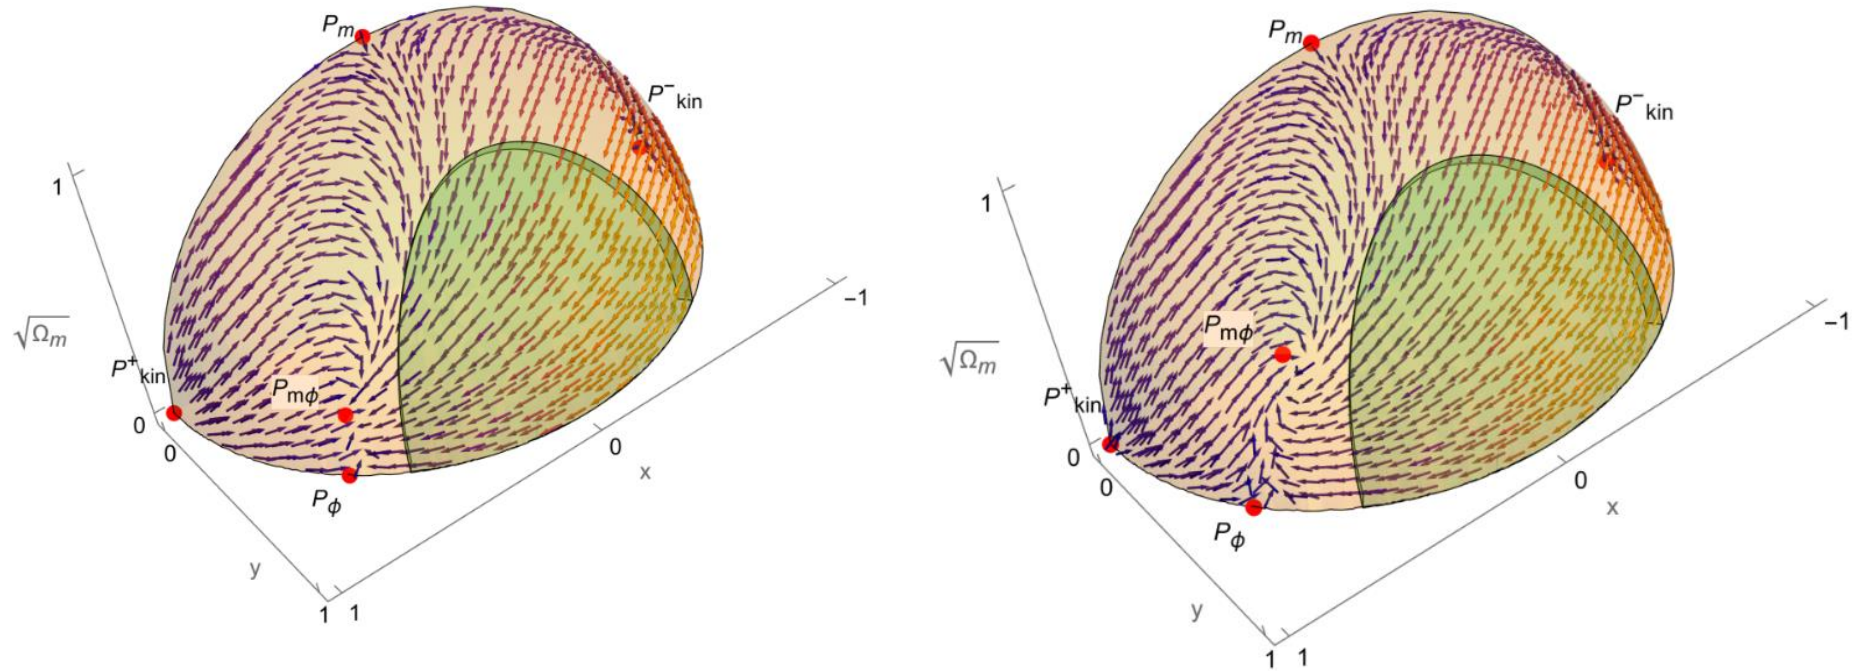 P_m
P^-_kin
1
-1
√Ω_m
P^+_kin
P_mϕ
0
0
0
x
P_ϕ
y
1 1
P_m
P^-_kin
1
-1
P_mϕ
√Ω_m
P^+_kin
0
0
0
x
P_ϕ
y
1 1